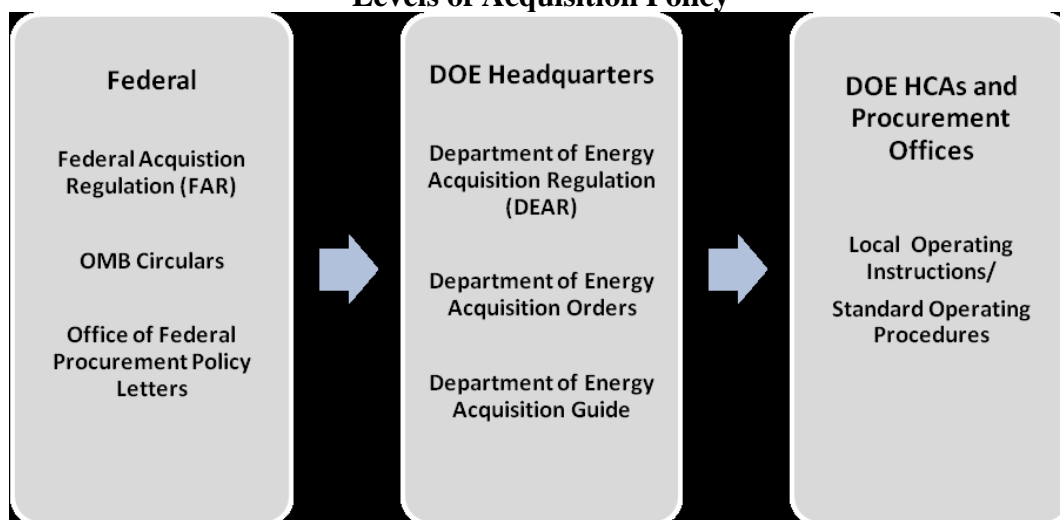 Levels of Acquisition Policy
Federal
Federal Acquistion
Regulation (FAR)
OMB Circulars
Office of Federal
Procurement Policy
Letters
DOE Headquarters
Department of Energy
Acquisition Regulation
(DEAR)
Department of Energy
Acquisition Orders
Department of Energy
Acquisition Guide
DOE HCAs and
Procurement
Offices
Local Operating
Instructions/
Standard Operating
Procedures